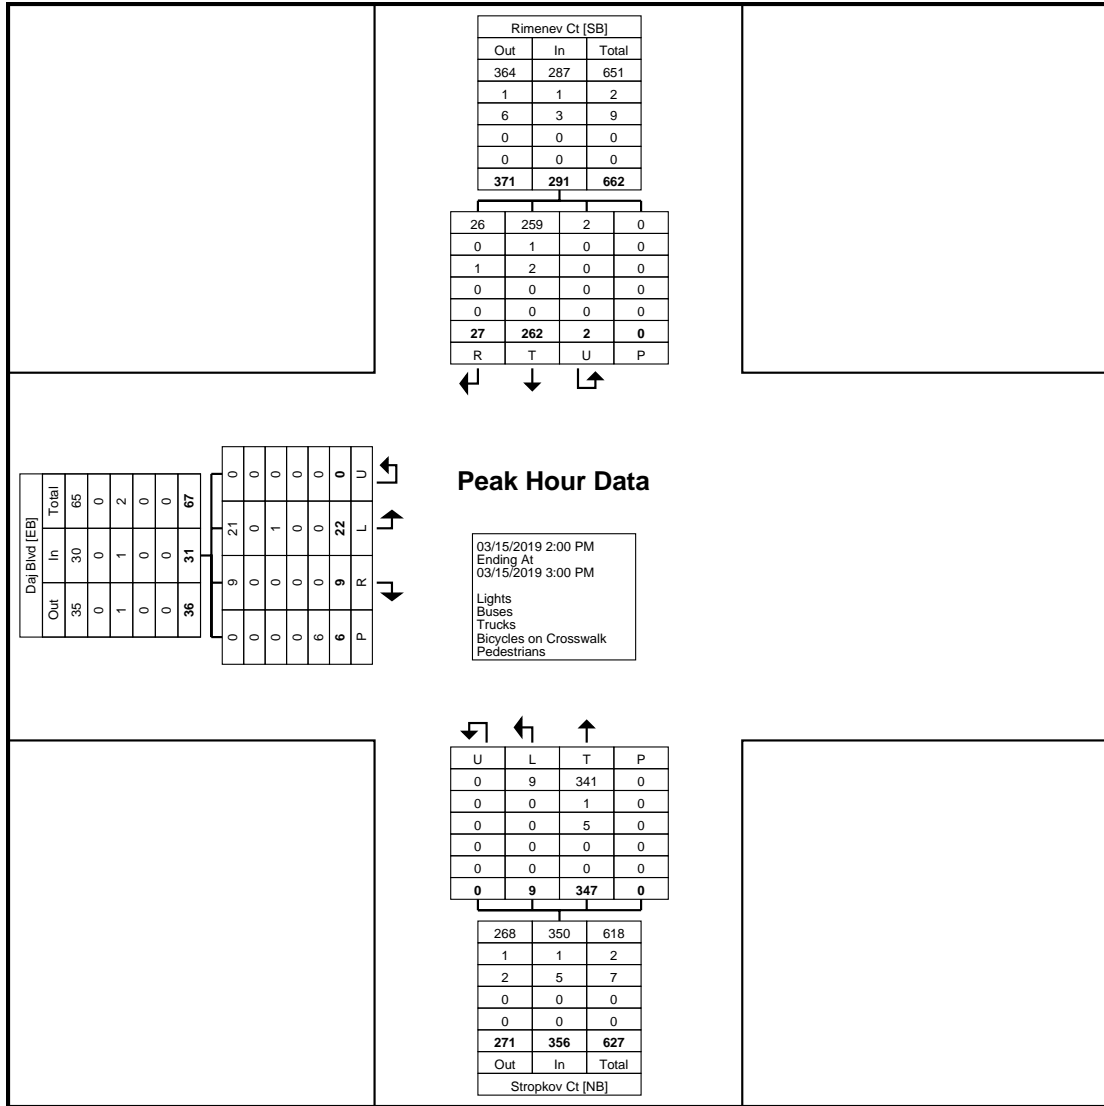 Rimenev Ct [SB]
Out In Total
364 287 651
1 1 2
6 3 9
0 0 0
0 0 0
371 291 662
26 259 2 0
0 1 0 0
1 2 0 0
0 0 0 0
0 0 0 0
27 262 2 0
R T U P
Daj Blvd [EB]
Out In Total
35 30 65
0 0 0
1 1 2
0 0 0
0 0 0
36 31 67
0 9 21 0
0 0 0 0
0 0 1 0
0 0 0 0
6 0 0 0
6 9 22 0
P R L U
Peak Hour Data
03/15/2019 2:00 PM
Ending At
03/15/2019 3:00 PM
Lights
Buses
Trucks
Bicycles on Crosswalk
Pedestrians
U L T P
0 9 341 0
0 0 1 0
0 0 5 0
0 0 0 0
0 0 0 0
0 9 347 0
268 350 618
1 1 2
2 5 7
0 0 0
0 0 0
271 356 627
Out In Total
Stropkov Ct [NB]